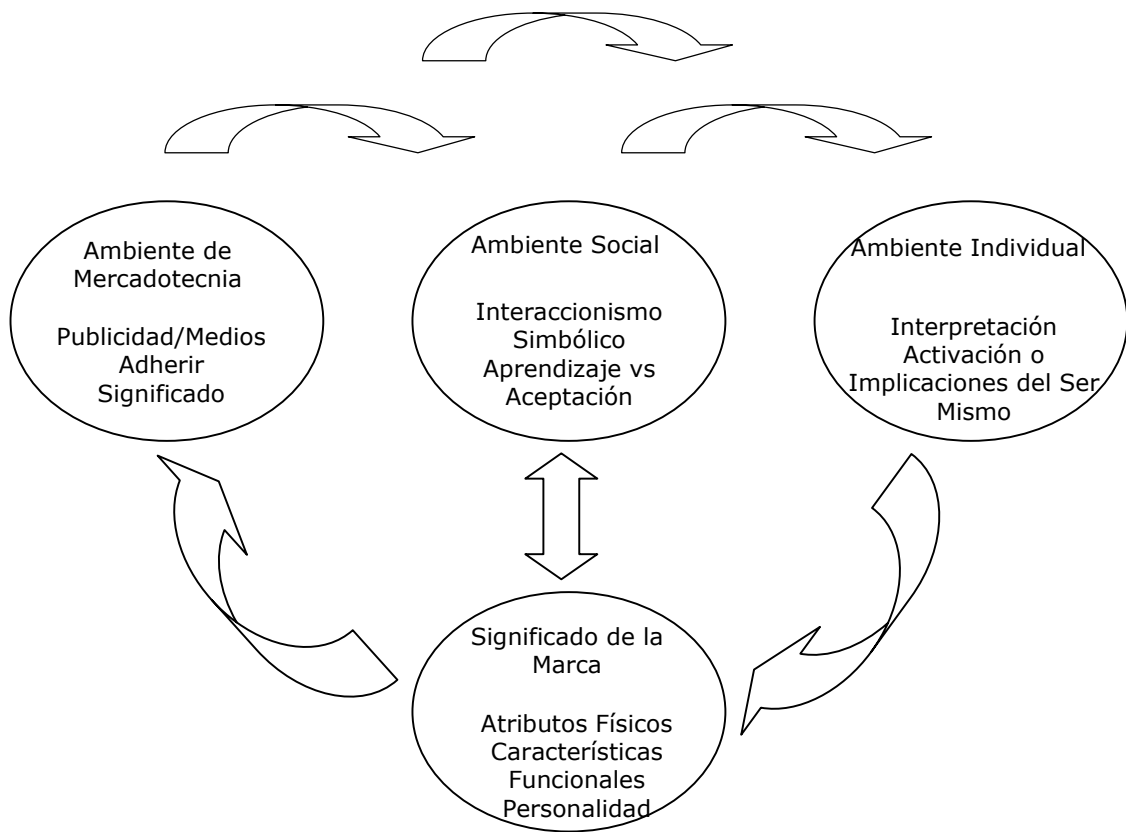 Ambiente de
Mercadotecnia
Publicidad/Medios
Adherir
Significado
Ambiente Social
Interaccionismo
Simbólico
Aprendizaje vs
Aceptación
Ambiente Individual
Interpretación
Activación o
Implicaciones del Ser
Mismo
Significado de la
Marca
Atributos Físicos
Características
Funcionales
Personalidad